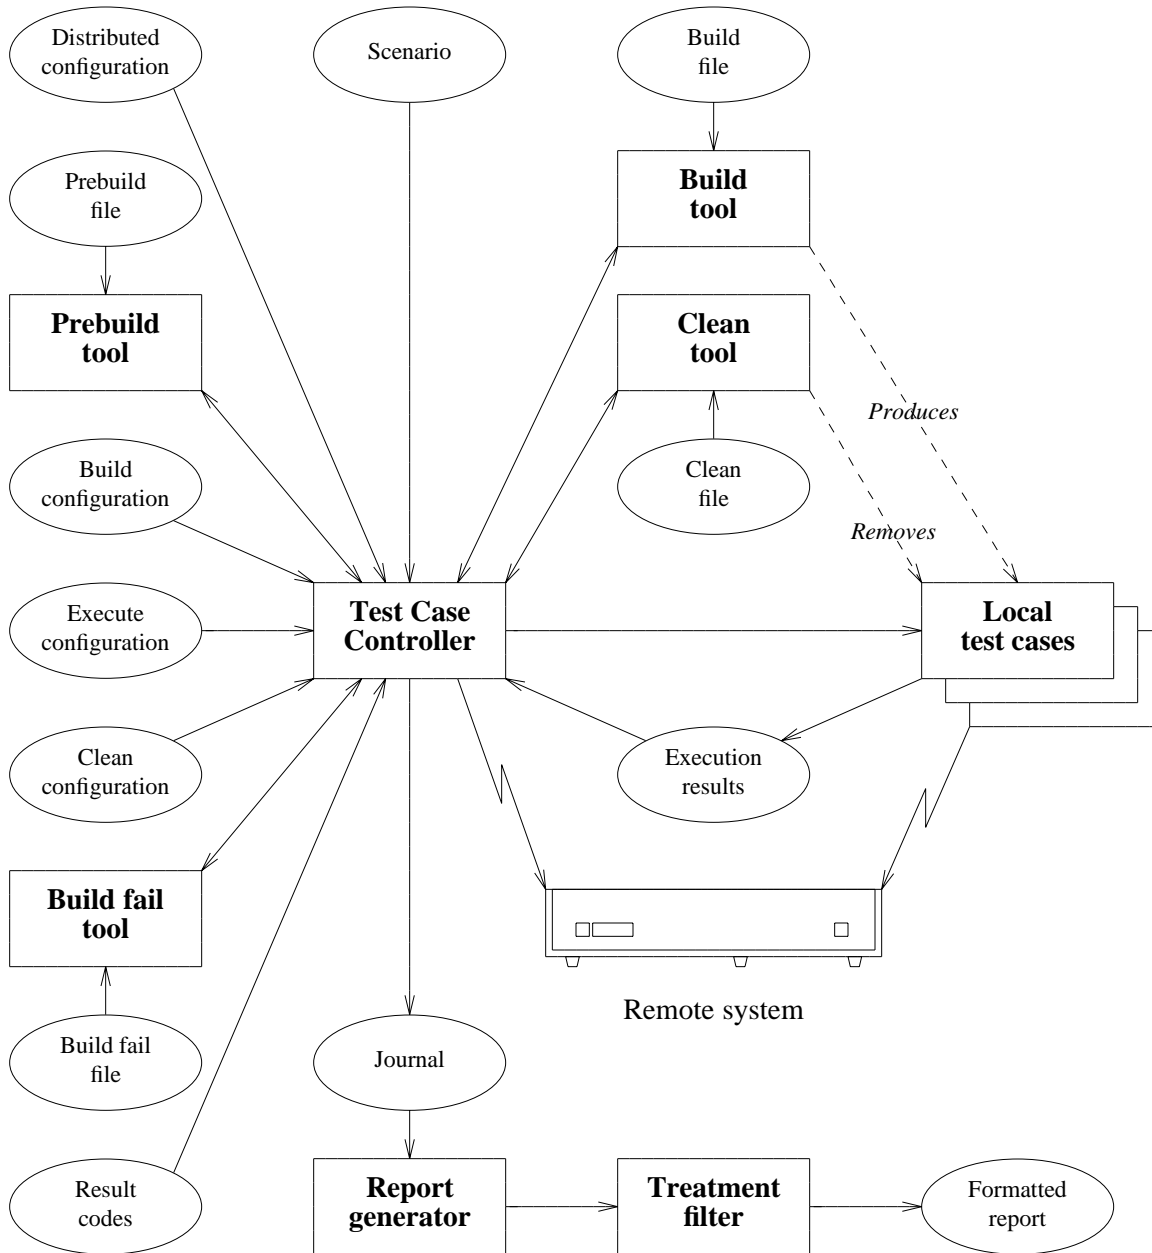 Distributed
configuration
Scenario
Build
file
Prebuild
file
Build
tool
Prebuild
tool
Clean
tool
Produces
Build
configuration
Clean
file
Removes
Execute
configuration
Test Case
Controller
Local
test cases
Clean
configuration
Execution
results
Build fail
tool
Remote system
Build fail
file
Journal
Result
codes
Report
generator
Treatment
filter
Formatted
report